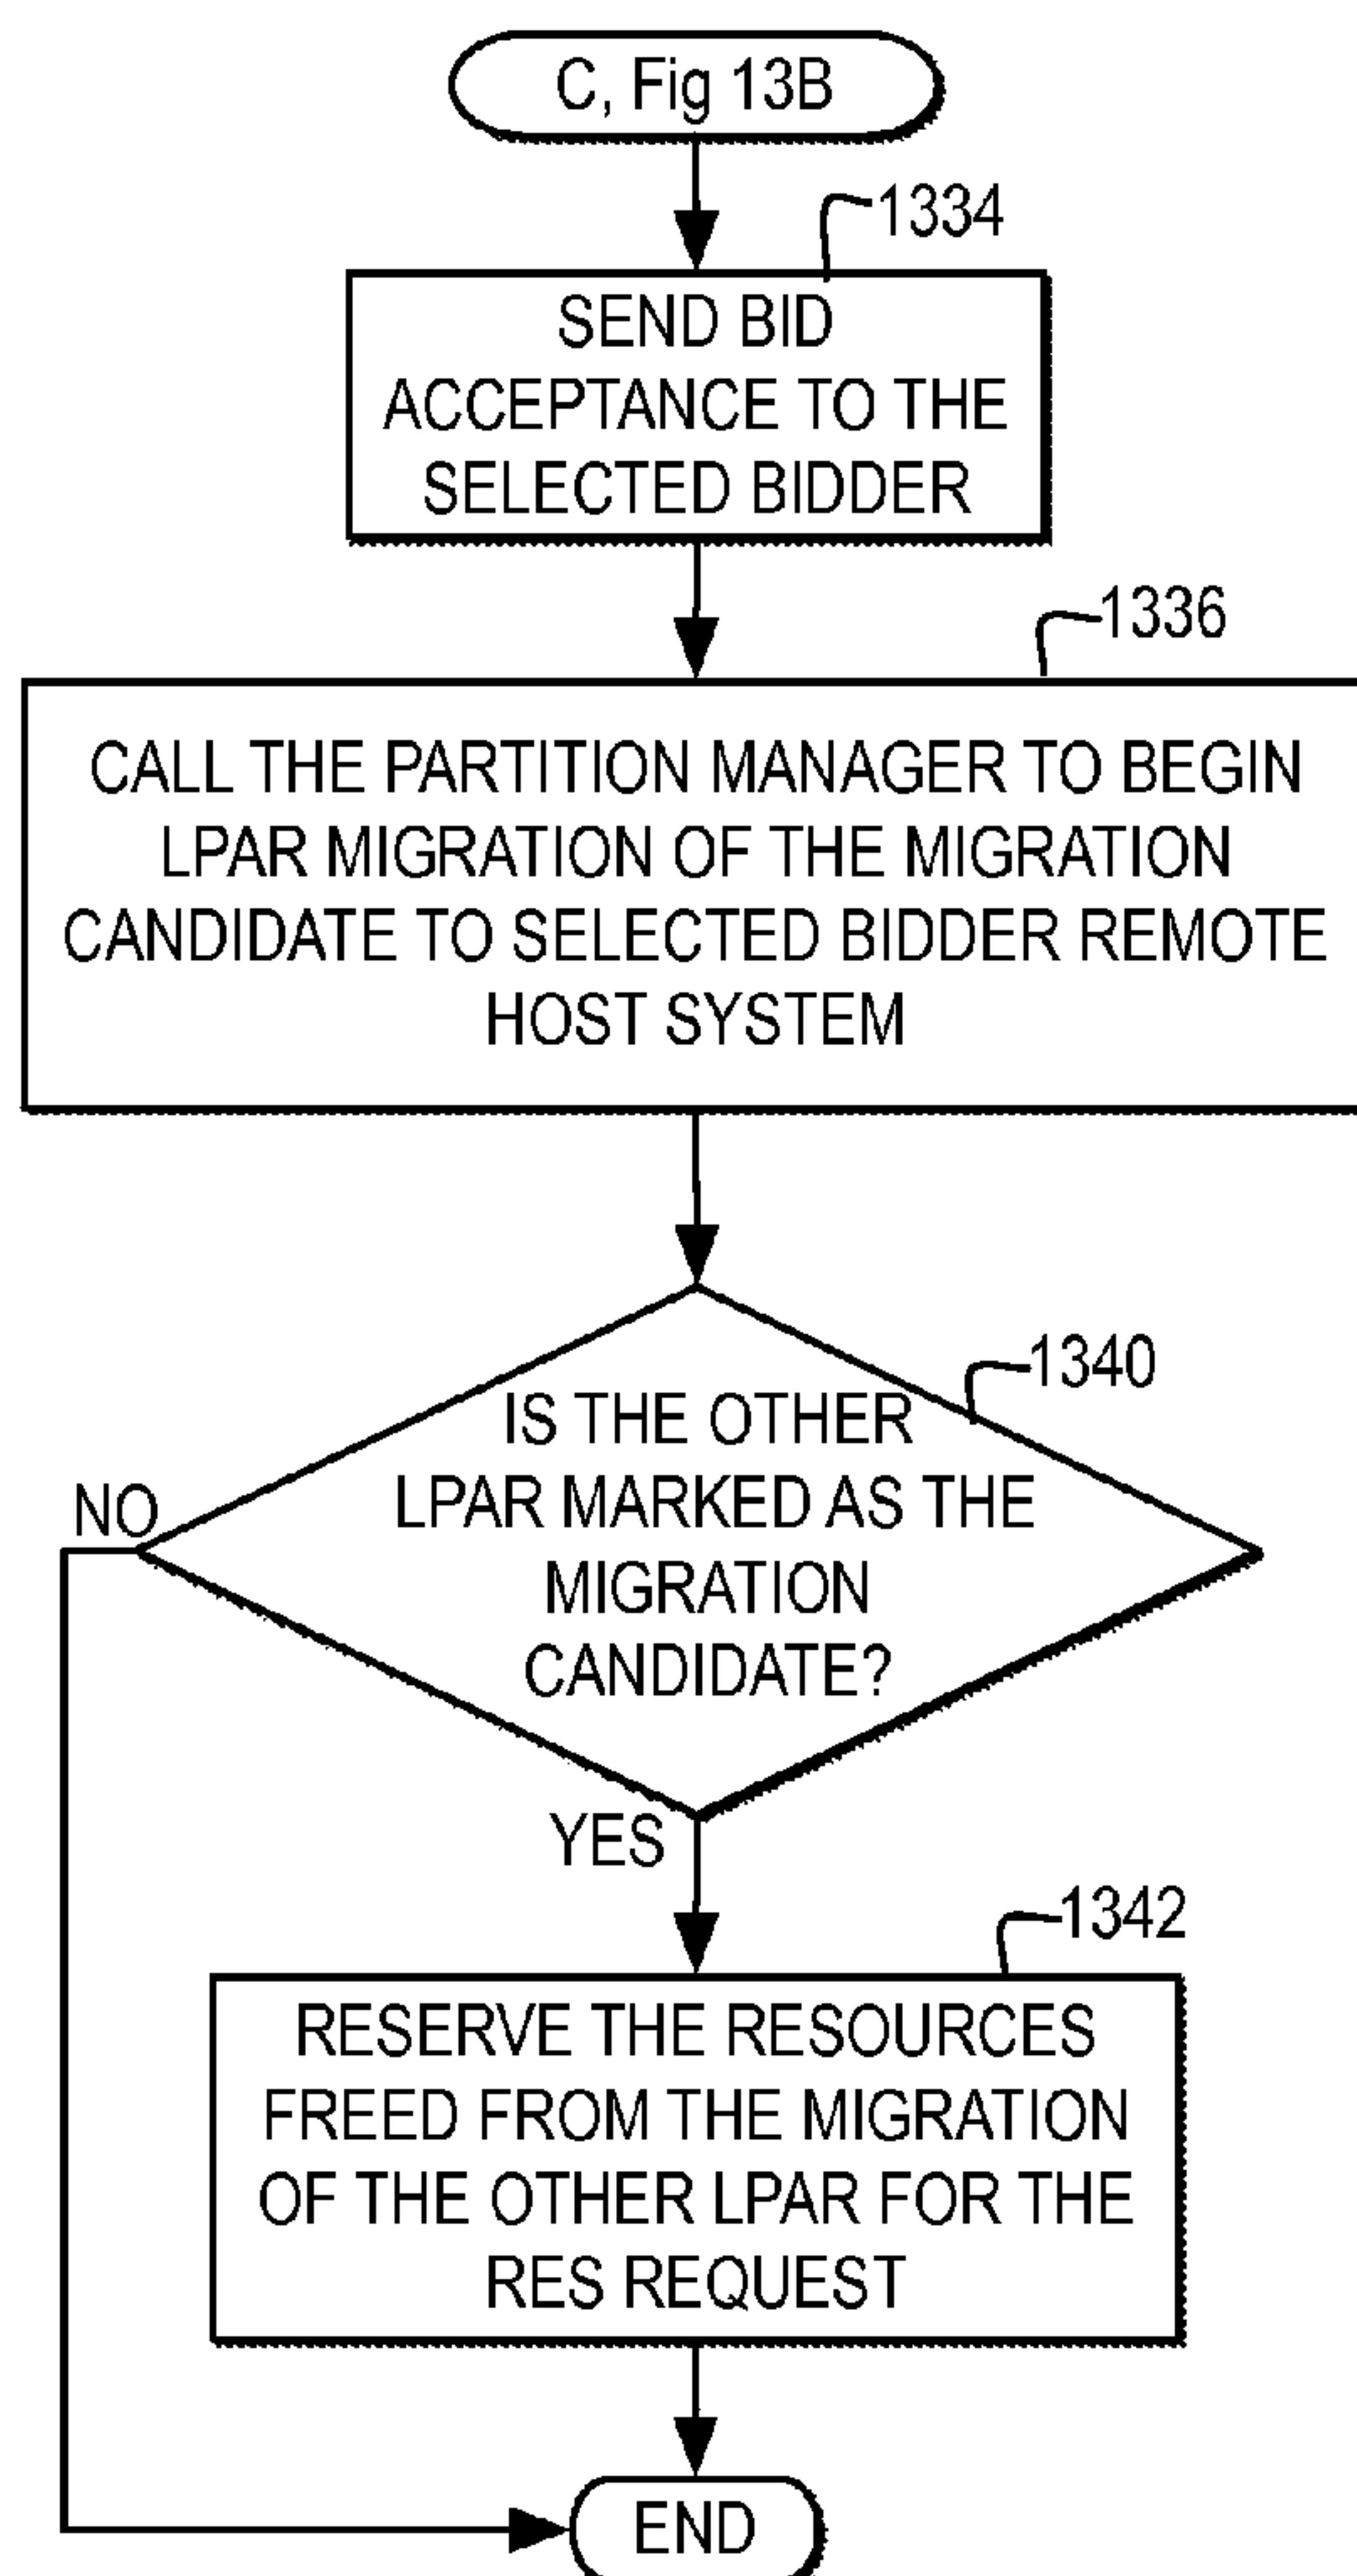 C, Fig 13B
1334
SEND BID
ACCEPTANCE TO THE
SELECTED BIDDER
1336
CALL THE PARTITION MANAGER TO BEGIN
LPAR MIGRATION OF THE MIGRATION
CANDIDATE TO SELECTED BIDDER REMOTE
HOST SYSTEM
1340
IS THE OTHER
LPAR MARKED AS THE
MIGRATION
CANDIDATE?
NO
YES
1342
RESERVE THE RESOURCES
FREED FROM THE MIGRATION
OF THE OTHER LPAR FOR THE
RES REQUEST
END